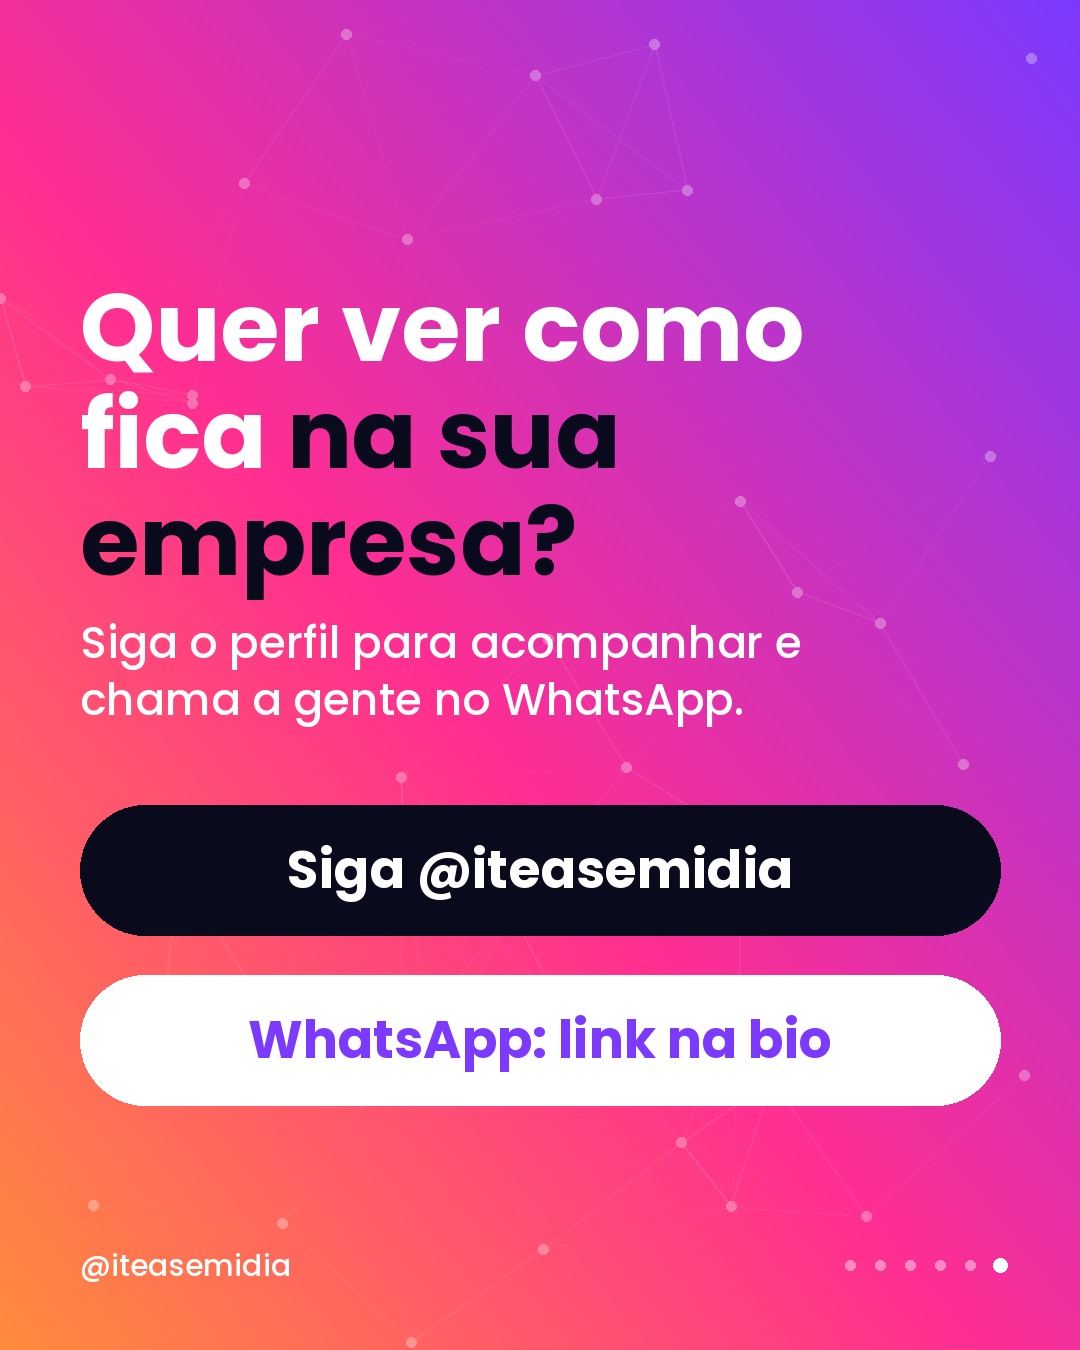 Quer ver como
fica na sua
empresa?
Siga o perfil para acompanhar e
chama a gente no WhatsApp.
Siga @iteasemidia
WhatsApp: link na bio
@iteasemidia